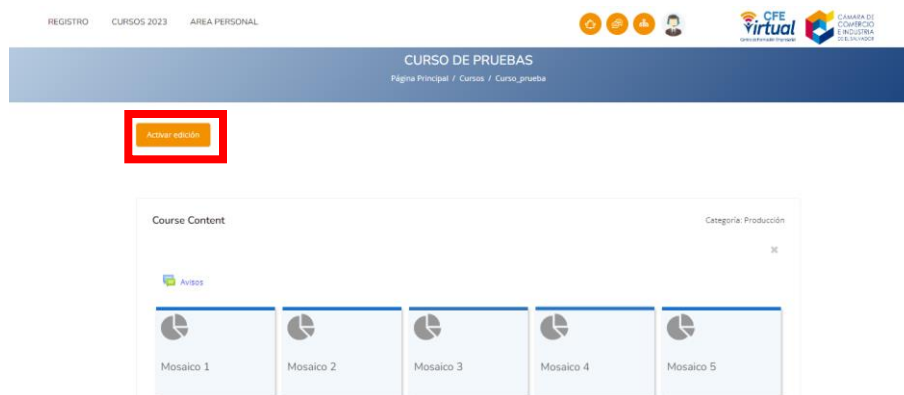 REGISTRO CURSOS 2023 AREA PERSONAL
CFE
Virtual
CAMARA DE
COMERCIO
E INDUSTRIA
DE EL SALVADOR
CURSO DE PRUEBAS
Página Principal / Cursos / Curso_prueba
Activar edición
Course Content
Categoría: Producción
Avisos
Mosaico 1 Mosaico 2 Mosaico 3 Mosaico 4 Mosaico 5